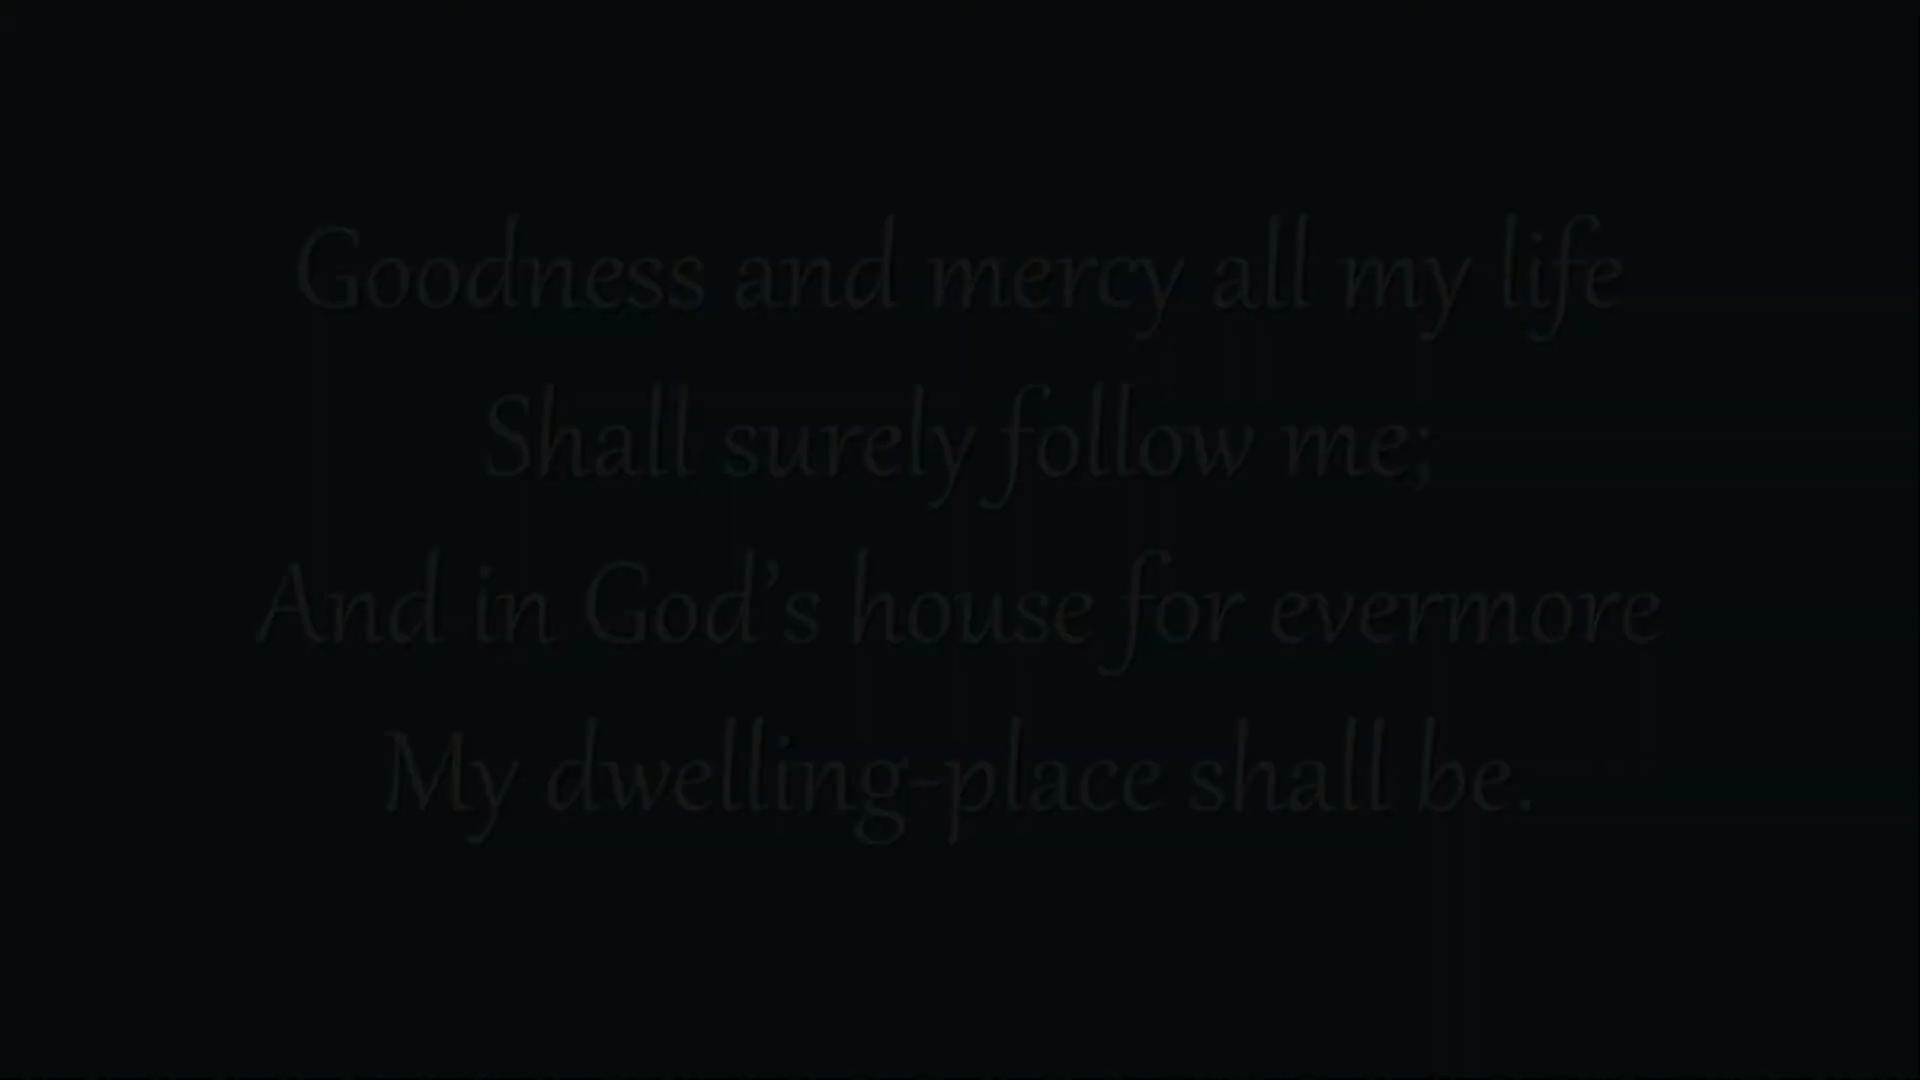 Goodness and mercy all my life
Shall surely follow me;
And in God’s house for evermore
My dwelling-place shall be.